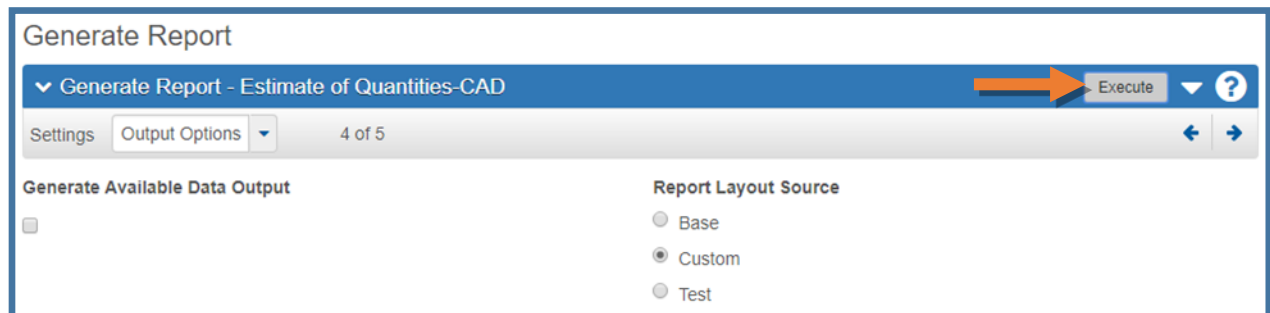 Generate Report
Generate Report - Estimate of Quantities-CAD Execute ?
Settings Output Options 4 of 5
Generate Available Data Output Report Layout Source
Base
Custom
Test